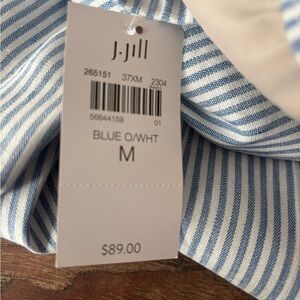 J.Jill
265151 37XM 2304
56644159 01
BLUE O/WHT
M
$89.00